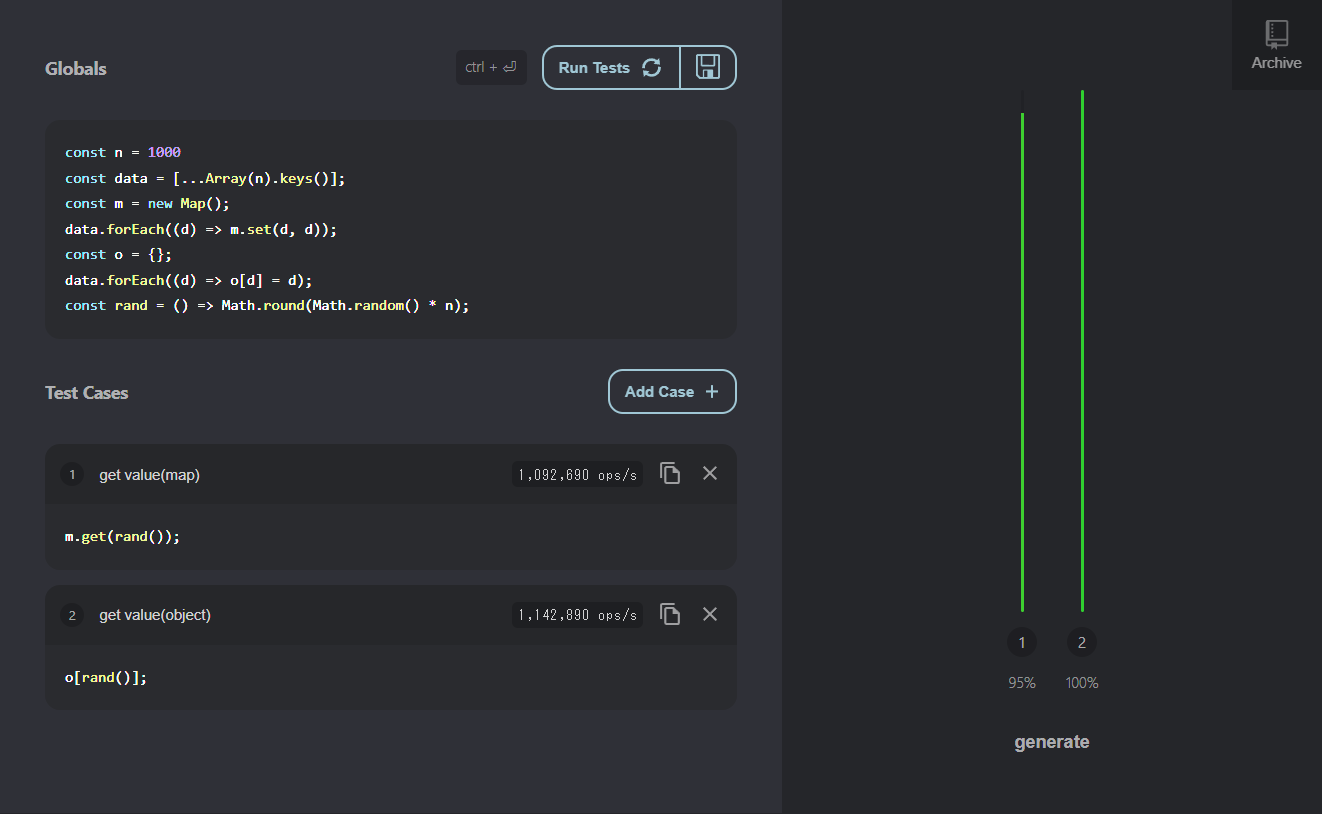 Globals
ctrl + ⏎
Run Tests
Archive
const n = 1000
const data = [...Array(n).keys()];
const m = new Map();
data.forEach((d) => m.set(d, d));
const o = {};
data.forEach((d) => o[d] = d);
const rand = () => Math.round(Math.random() * n);
Test Cases
Add Case +
1 get value(map) 1,092,690 ops/s
m.get(rand());
2 get value(object) 1,142,890 ops/s
o[rand()];
1 2
95% 100%
generate